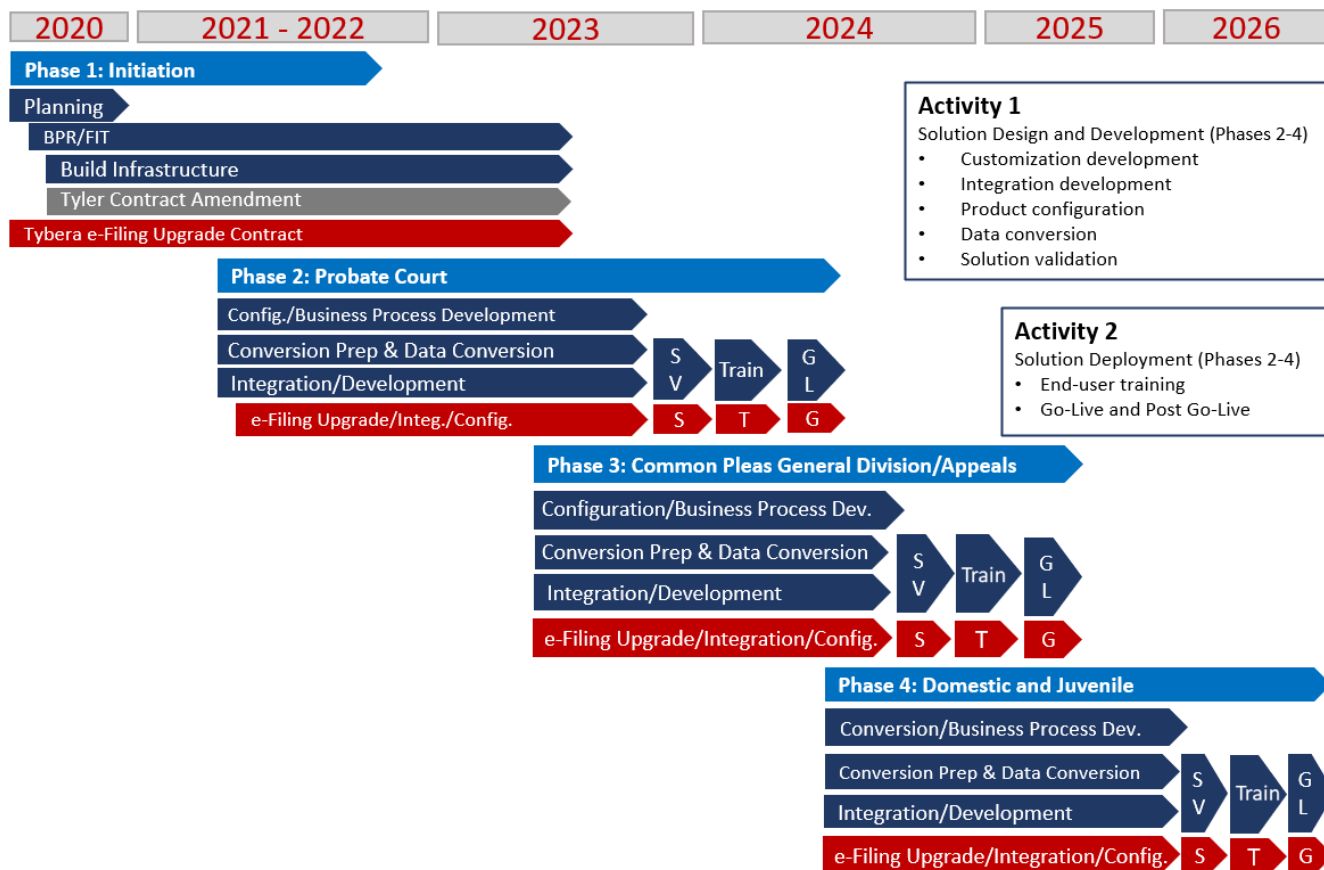 2020
2021 - 2022
2023
2024
2025
2026
Phase 1: Initiation
Planning
BPR/FIT
Build Infrastructure
Tyler Contract Amendment
Tybera e-Filing Upgrade Contract
Activity 1
Solution Design and Development (Phases 2-4)
• Customization development
• Integration development
• Product configuration
• Data conversion
• Solution validation
Phase 2: Probate Court
Config./Business Process Development
Conversion Prep & Data Conversion
Integration/Development
S
V
Train
G
L
e-Filing Upgrade/Integ./Config.
S
T
G
Activity 2
Solution Deployment (Phases 2-4)
• End-user training
• Go-Live and Post Go-Live
Phase 3: Common Pleas General Division/Appeals
Configuration/Business Process Dev.
Conversion Prep & Data Conversion
Integration/Development
S
V
Train
G
L
e-Filing Upgrade/Integration/Config.
S
T
G
Phase 4: Domestic and Juvenile
Conversion/Business Process Dev.
Conversion Prep & Data Conversion
Integration/Development
S
V
Train
G
L
e-Filing Upgrade/Integration/Config.
S
T
G